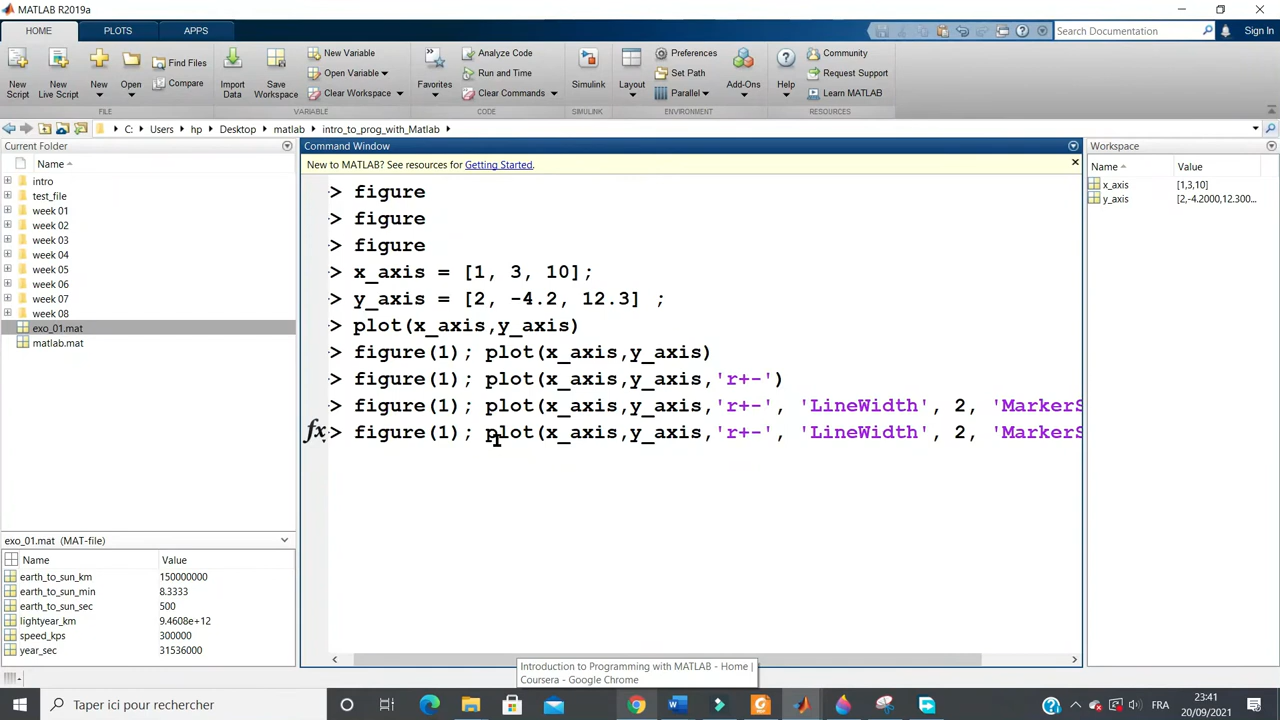 MATLAB R2019a
HOME
PLOTS
APPS
Search Documentation
Sign In
New Script
New Live Script
New
Open
Find Files
Compare
Import Data
Save Workspace
New Variable
Open Variable
Clear Workspace
Favorites
Analyze Code
Run and Time
Clear Commands
Simulink
Layout
Preferences
Set Path
Parallel
Add-Ons
Help
Community
Request Support
Learn MATLAB
FILE
VARIABLE
CODE
SIMULINK
ENVIRONMENT
RESOURCES
C: Users hp Desktop matlab intro_to_prog_with_Matlab
Current Folder
Name
intro
test_file
week 01
week 02
week 03
week 04
week 05
week 06
week 07
week 08
exo_01.mat
matlab.mat
exo_01.mat (MAT-file)
Name Value
earth_to_sun_km 150000000
earth_to_sun_min 8.3333
earth_to_sun_sec 500
lightyear_km 9.4608e+12
speed_kps 300000
year_sec 31536000
Command Window
New to MATLAB? See resources for Getting Started.
> figure
> figure
> figure
> x_axis = [1, 3, 10];
> y_axis = [2, -4.2, 12.3] ;
> plot(x_axis,y_axis)
> figure(1); plot(x_axis,y_axis)
> figure(1); plot(x_axis,y_axis,'r+-')
> figure(1); plot(x_axis,y_axis,'r+-', 'LineWidth', 2, 'MarkerS
fx> figure(1); plot(x_axis,y_axis,'r+-', 'LineWidth', 2, 'MarkerS
Workspace
Name Value
x_axis [1,3,10]
y_axis [2,-4.2000,12.300...
Introduction to Programming with MATLAB - Home |
Coursera - Google Chrome
Taper ici pour rechercher
FRA
23:41
20/09/2021